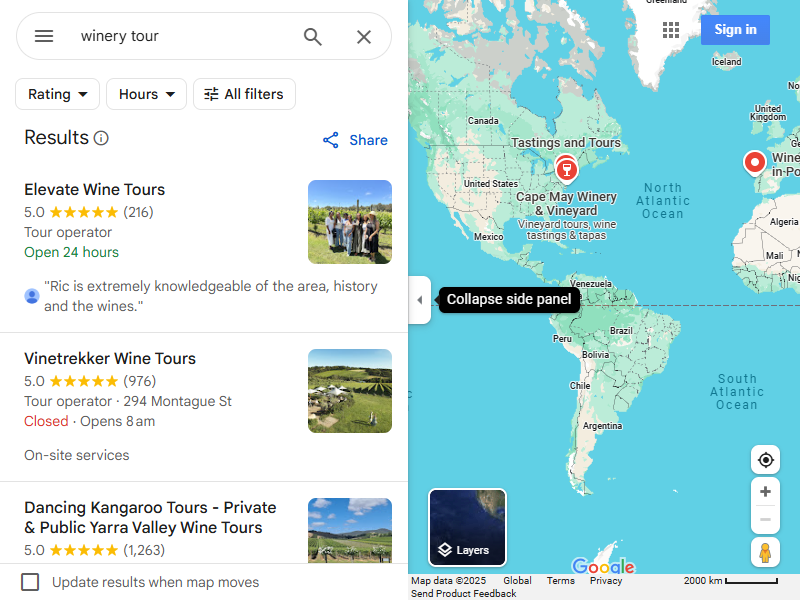 winery tour
Sign in
Rating
Hours
All filters
Results
Share
Elevate Wine Tours
5.0 (216)
Tour operator
Open 24 hours
"Ric is extremely knowledgeable of the area, history
and the wines."
Vinetrekker Wine Tours
5.0 (976)
Tour operator · 294 Montague St
Closed · Opens 8 am
On-site services
Dancing Kangaroo Tours - Private
& Public Yarra Valley Wine Tours
5.0 (1,263)
Update results when map moves
Greenland
Iceland
Canada
United
Kingdom
Tastings and Tours
Wine
in-Po
United States
Cape May Winery
& Vineyard
Vineyard tours, wine
tastings & tapas
North
Atlantic
Ocean
Mexico
Algeria
Mali
Collapse side panel
Venezuela
Brazil
Peru
Bolivia
Chile
Argentina
South
Atlantic
Ocean
Layers
Google
Map data ©2025
Global
Terms
Privacy
2000 km
Send Product Feedback